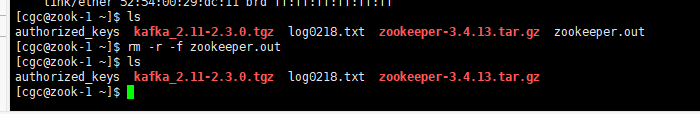 link/ether 52:54:00:29:dc:11 brd ff:ff:ff:ff:ff:ff
[cgc@zook-1 ~]$ ls
authorized_keys kafka_2.11-2.3.0.tgz log0218.txt zookeeper-3.4.13.tar.gz zookeeper.out
[cgc@zook-1 ~]$ rm -r -f zookeeper.out
[cgc@zook-1 ~]$ ls
authorized_keys kafka_2.11-2.3.0.tgz log0218.txt zookeeper-3.4.13.tar.gz
[cgc@zook-1 ~]$